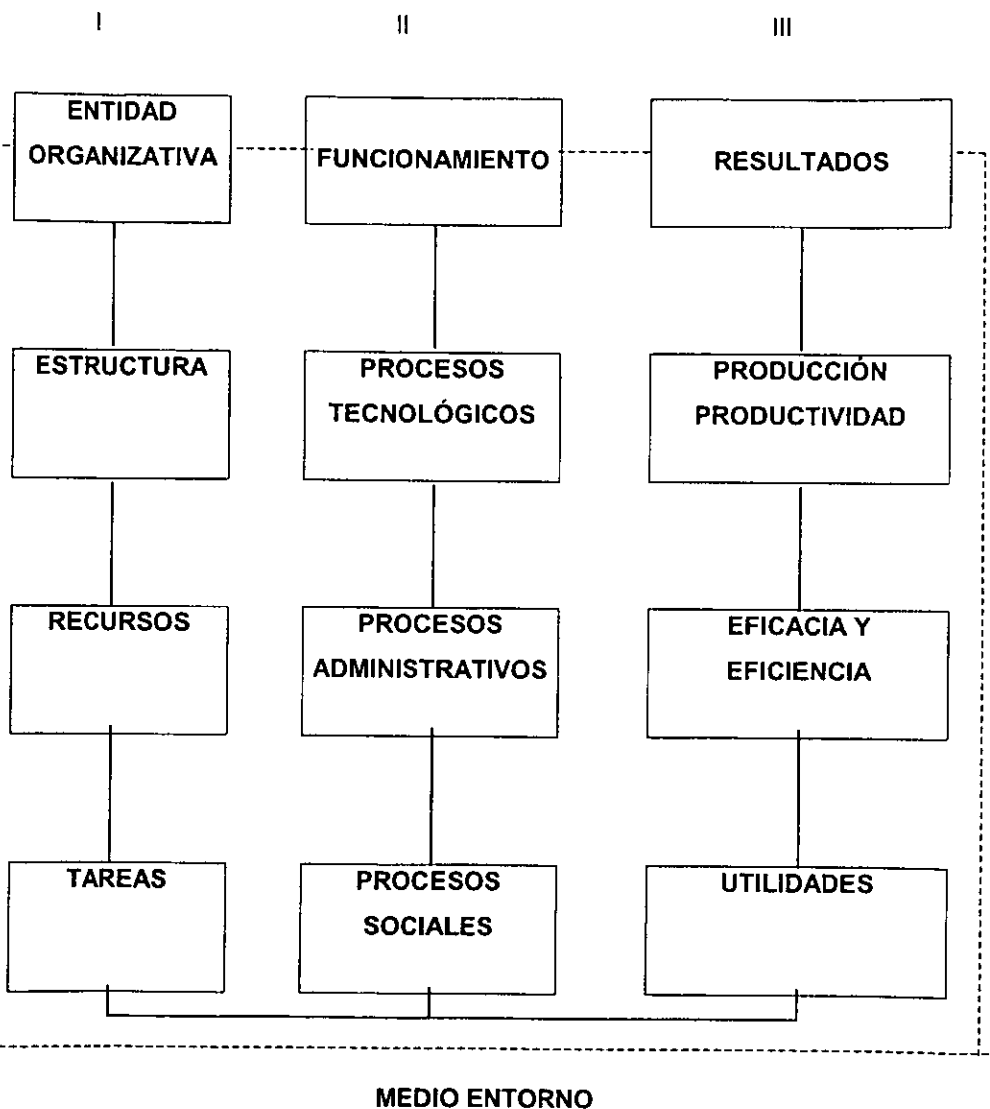 I
II
III
ENTIDAD
ORGANIZATIVA
FUNCIONAMIENTO
RESULTADOS
ESTRUCTURA
PROCESOS
TECNOLÓGICOS
PRODUCCIÓN
PRODUCTIVIDAD
RECURSOS
PROCESOS
ADMINISTRATIVOS
EFICACIA Y
EFICIENCIA
TAREAS
PROCESOS
SOCIALES
UTILIDADES
MEDIO ENTORNO